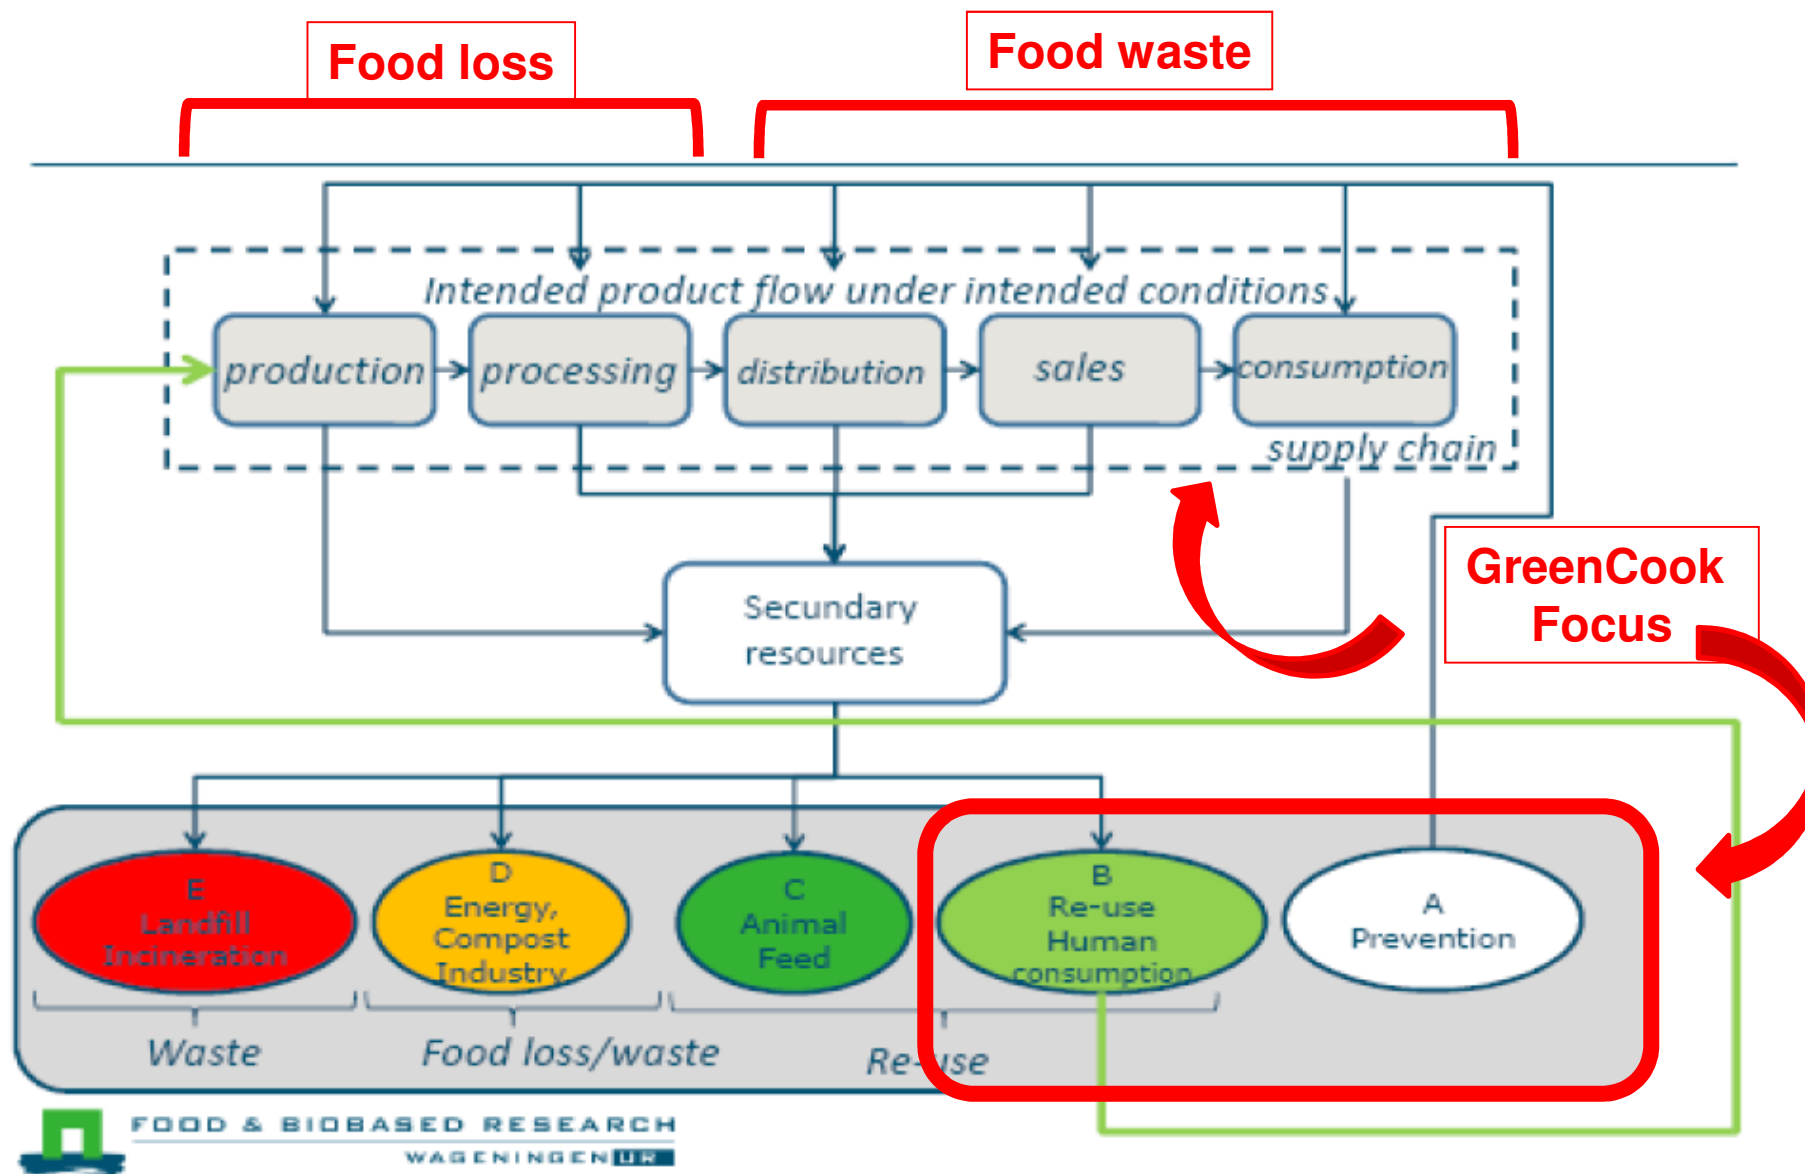 Food loss
Food waste
Intended product flow under intended conditions
production
processing
distribution
sales
consumption
supply chain
Secundary
resources
GreenCook
Focus
E
Landfill
Incineration
D
Energy,
Compost
Industry
C
Animal
Feed
B
Re-use
Human
consumption
A
Prevention
Waste
Food loss/waste
Re-use
FOOD & BIOBASED RESEARCH
WAGENINGEN UR